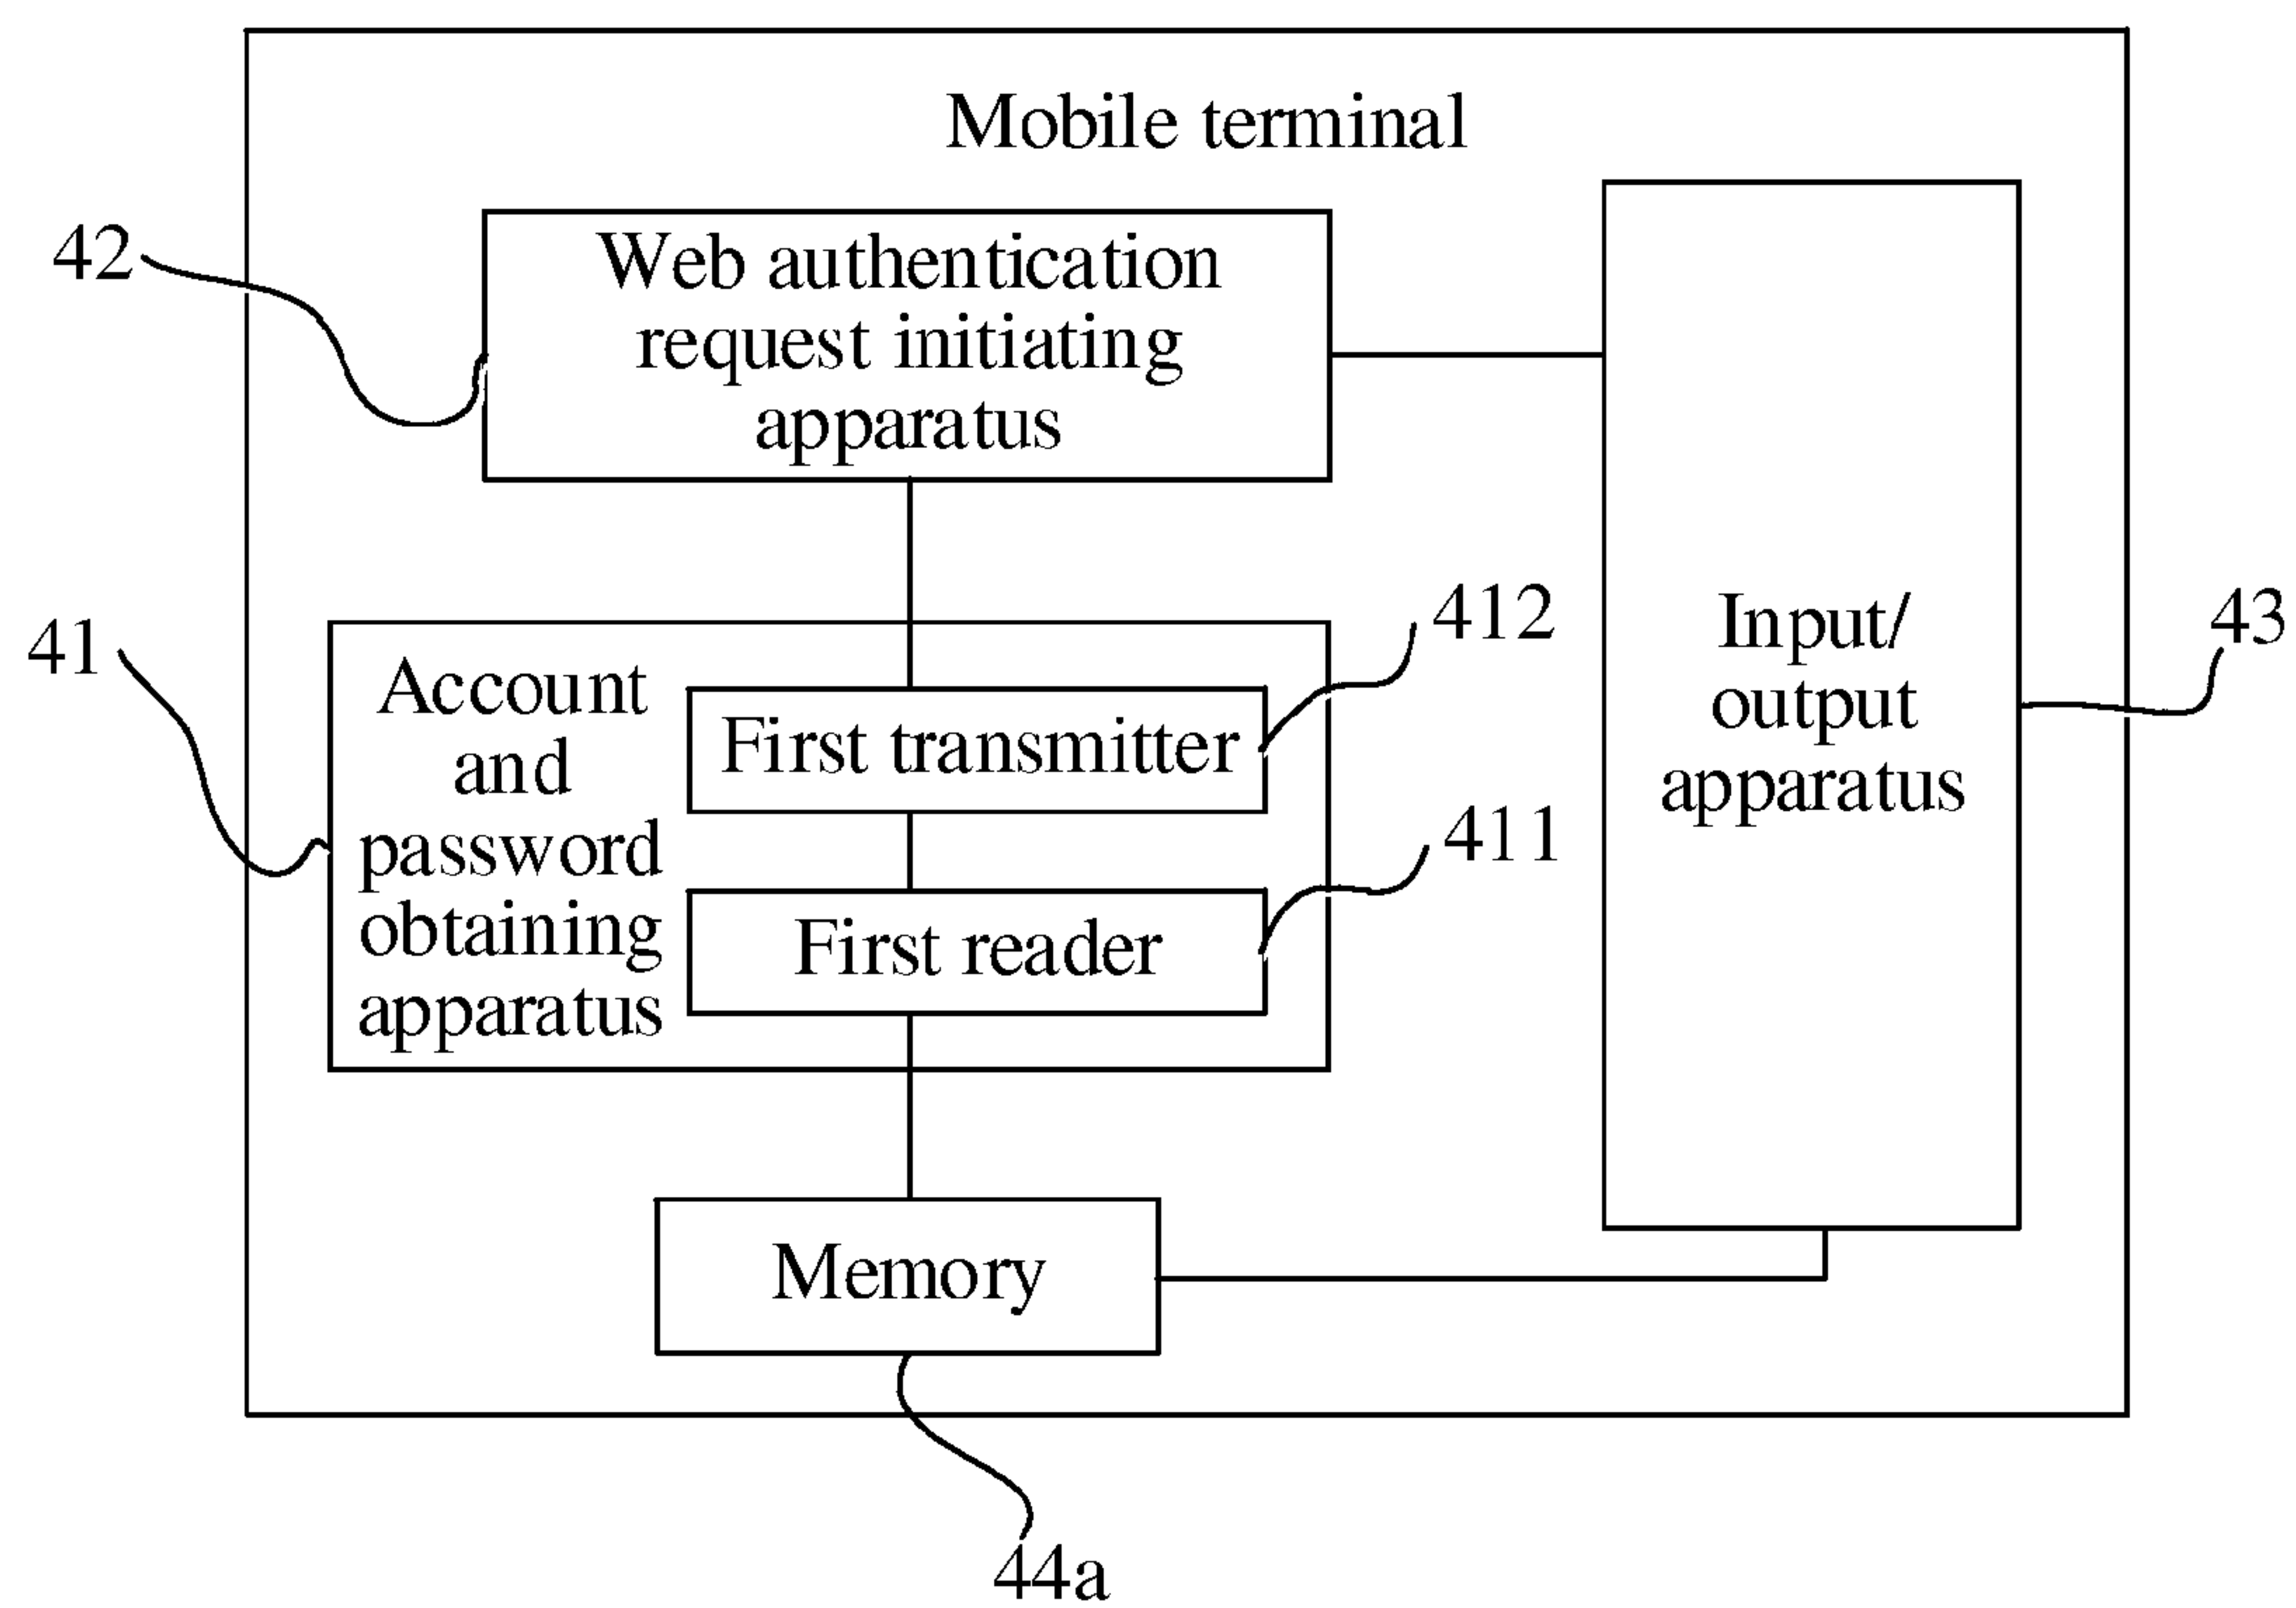 Mobile terminal
42
Web authentication
request initiating
apparatus
41
Account
and
password
obtaining
apparatus
First transmitter
412
First reader
411
Input/
output
apparatus
43
Memory
44a